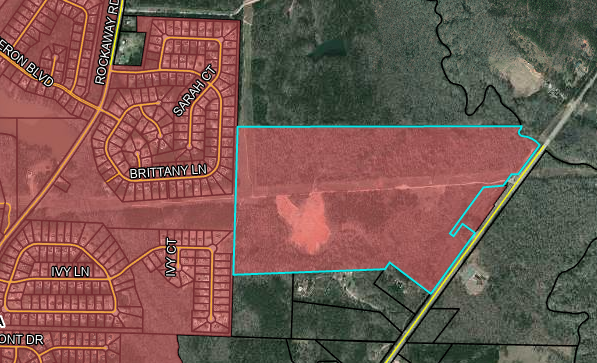 ROCKAWAY RD
ERON BLVD
SARAH CT
BRITTANY LN
IVY CT
IVY LN
ONT DR